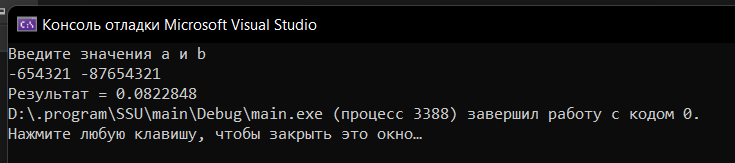 Консоль отладки Microsoft Visual Studio
Введите значения a и b
-654321 -87654321
Результат = 0.0822848
D:\.program\SSU\main\Debug\main.exe (процесс 3388) завершил работу с кодом 0.
Нажмите любую клавишу, чтобы закрыть это окно…